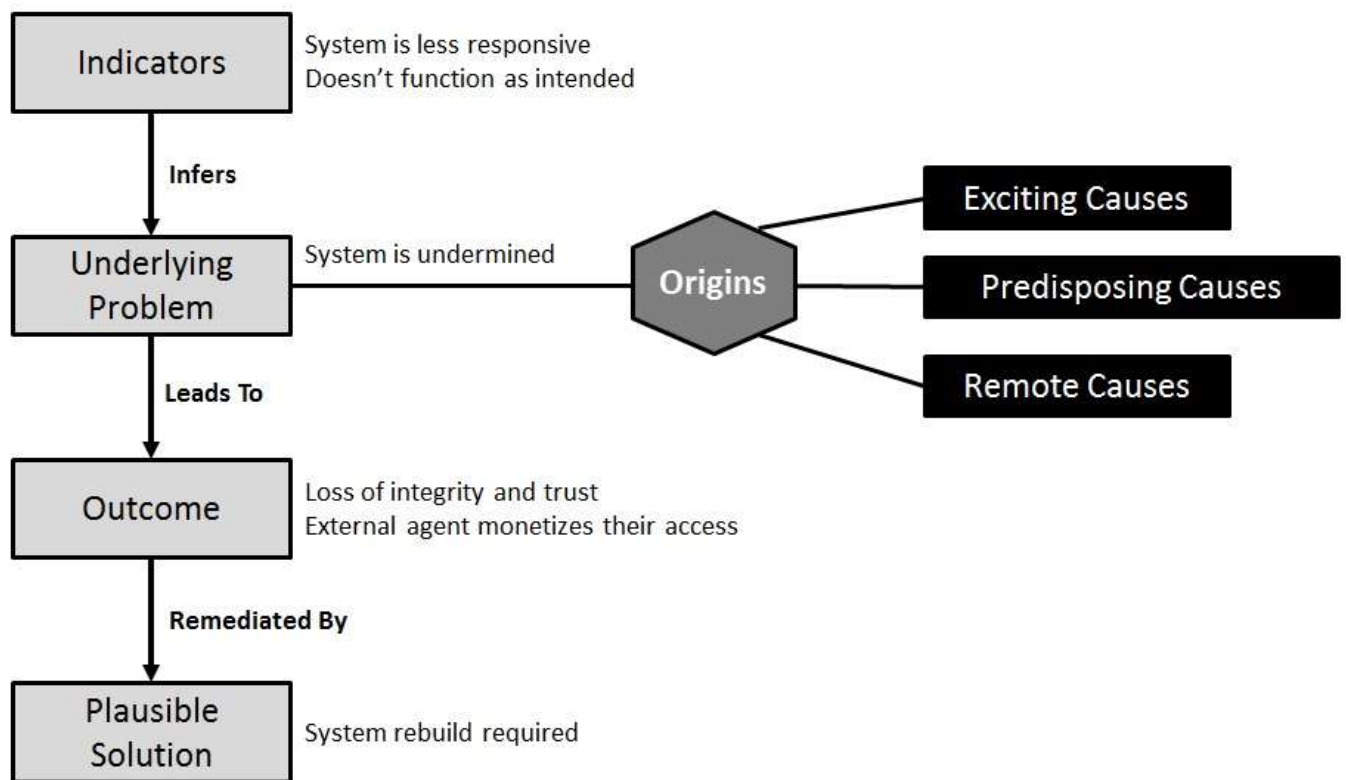 Indicators
System is less responsive
Doesn't function as intended
Infers
Underlying
Problem
System is undermined
Origins
Exciting Causes
Predisposing Causes
Remote Causes
Leads To
Outcome
Loss of integrity and trust
External agent monetizes their access
Remediated By
Plausible
Solution
System rebuild required